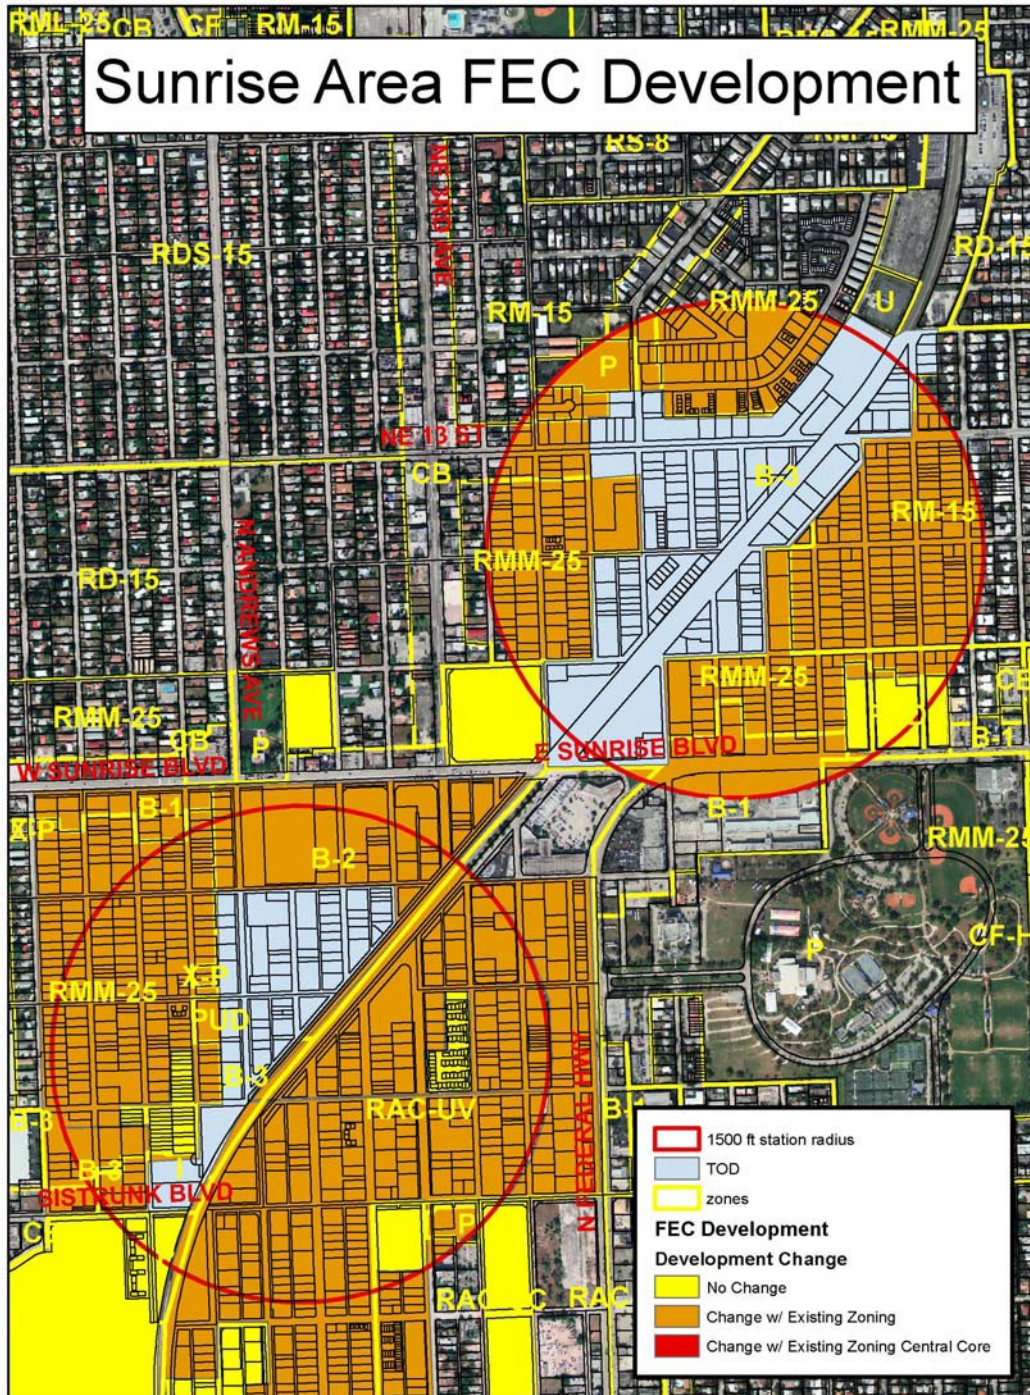 RML-25
CB
CF
RM-15
RMM-25
Sunrise Area FEC Development
RS-8
NE 3RD AVE
RDS-15
RM-15
RMM-25
U
P
NE 13 ST
CB
B-3
RM-15
RMM-25
RD-15
N ANDREWS AVE
RMM-25
RMM-25
CB
P
E SUNRISE BLVD
B-1
W SUNRISE BLVD
B-1
B-1
X-P
B-2
RMM-25
P
CF-H
X-P
RMM-25
PUD
B-3
RAC-UV
B-1
B-3
B-3
I
SISTRUNK BLVD
N FEDERAL HWY
P
RAC
1500 ft station radius
TOD
zones
FEC Development
Development Change
No Change
Change w/ Existing Zoning
Change w/ Existing Zoning Central Core